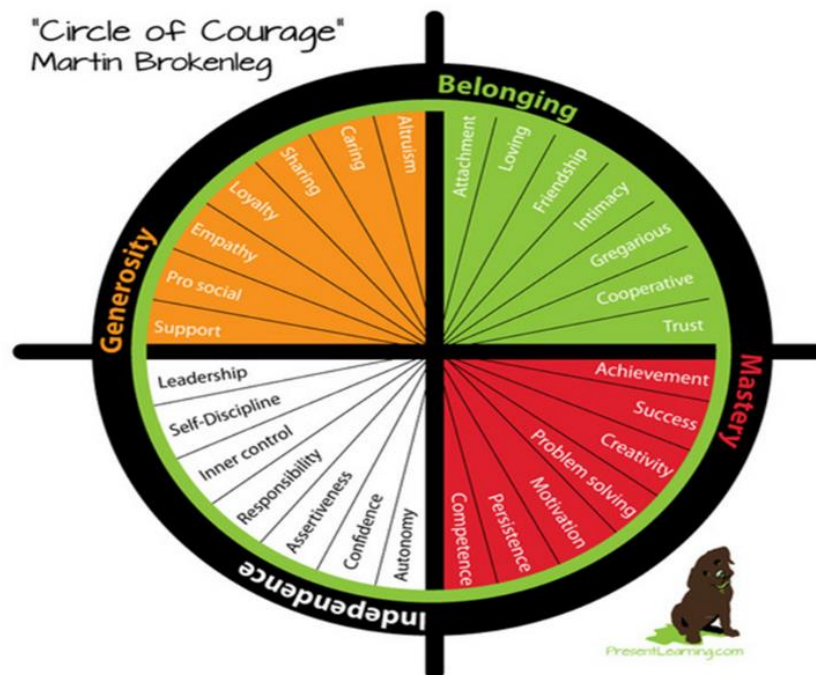 "Circle of Courage"
Martin Brokenleg
Belonging
Attachment
Loving
Friendship
Intimacy
Gregarious
Cooperative
Trust
Mastery
Achievement
Success
Creativity
Problem solving
Motivation
Persistence
Competence
Independence
Autonomy
Confidence
Assertiveness
Responsibility
Inner control
Self-Discipline
Leadership
Generosity
Support
Pro social
Empathy
Loyalty
Sharing
Caring
Altruism
PresentLearning.com